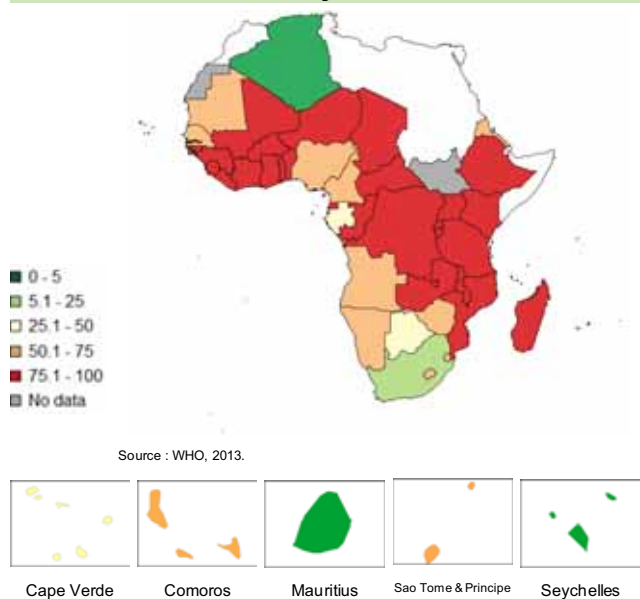 0 - 5
5.1 - 25
25.1 - 50
50.1 - 75
75.1 - 100
No data
Source : WHO, 2013.
Cape Verde
Comoros
Mauritius
Sao Tome & Principe
Seychelles